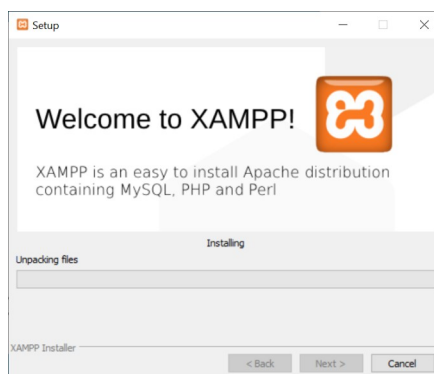 Setup
Welcome to XAMPP!
XAMPP is an easy to install Apache distribution
containing MySQL, PHP and Perl
Installing
Unpacking files
XAMPP Installer
< Back
Next >
Cancel